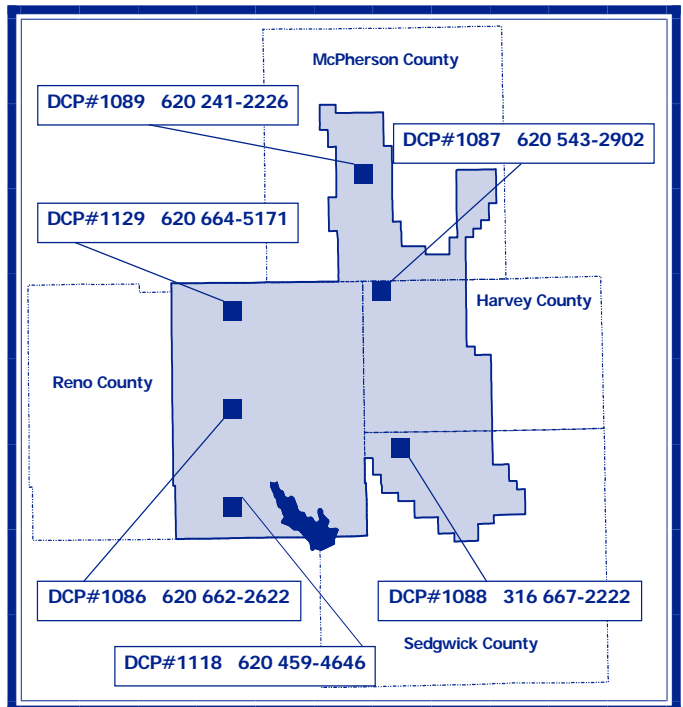 McPherson County
DCP#1089 620 241-2226
DCP#1087 620 543-2902
DCP#1129 620 664-5171
Harvey County
Reno County
DCP#1086 620 662-2622
DCP#1088 316 667-2222
Sedgwick County
DCP#1118 620 459-4646